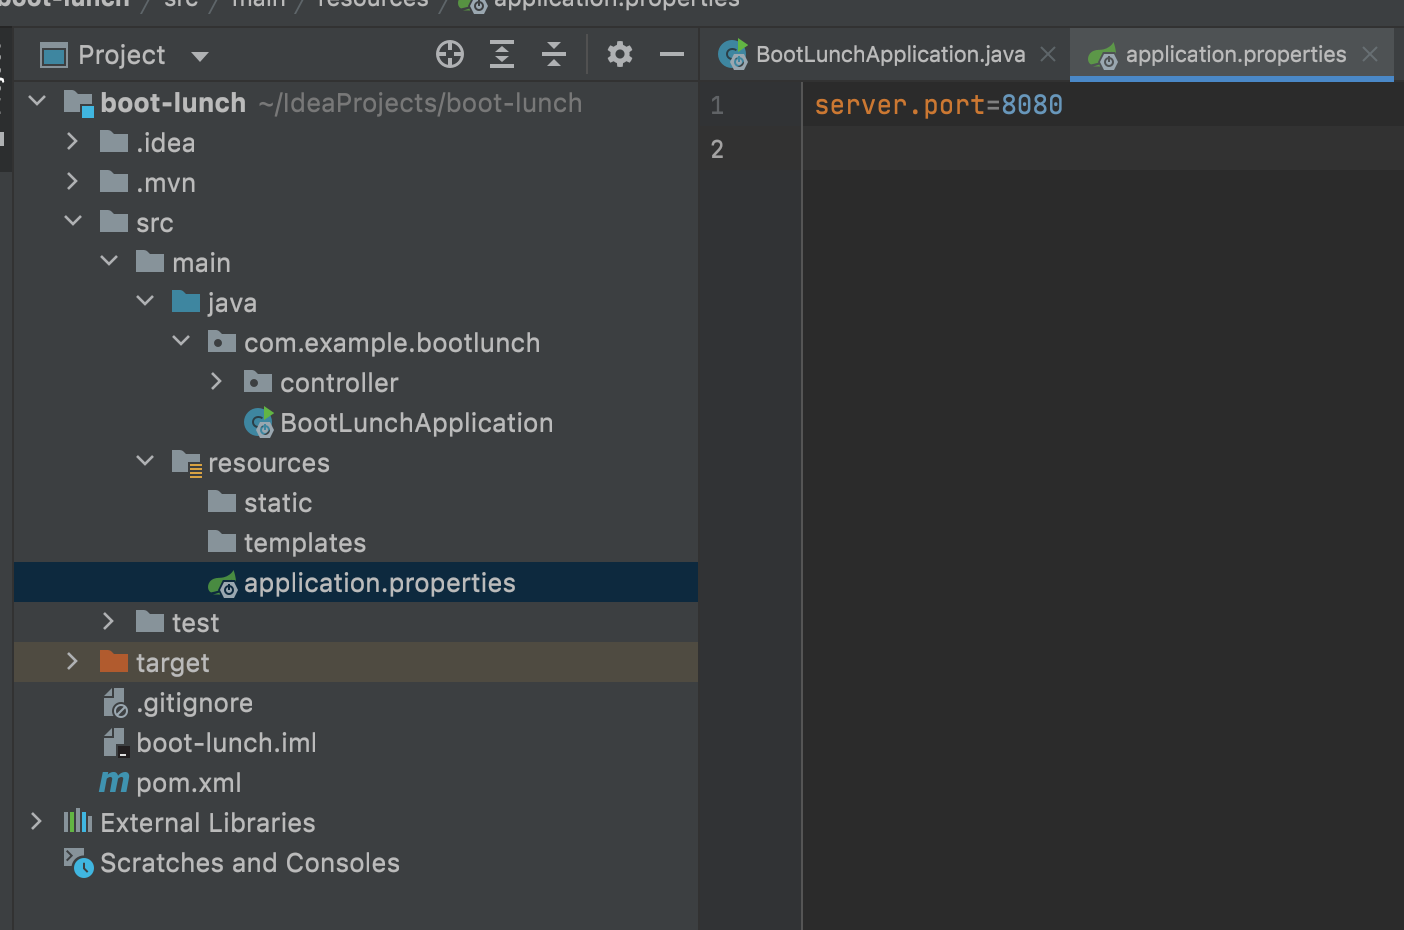 boot-lunch / src / main / resources / application.properties
Project
BootLunchApplication.java
application.properties
boot-lunch ~/IdeaProjects/boot-lunch
.idea
.mvn
src
main
java
com.example.bootlunch
controller
BootLunchApplication
resources
static
templates
application.properties
test
target
.gitignore
boot-lunch.iml
pom.xml
External Libraries
Scratches and Consoles
1 server.port=8080
2